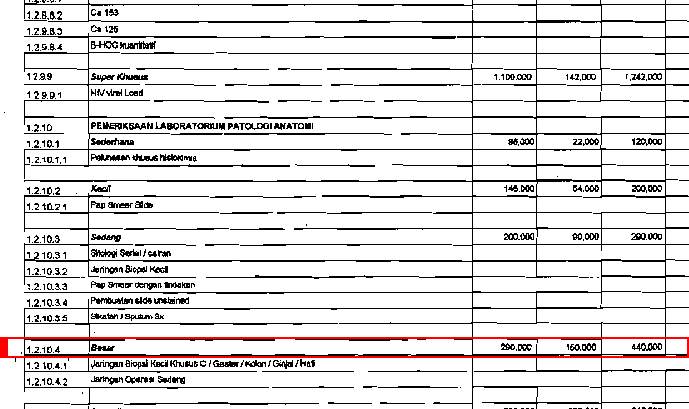 1.2.9.8.2 Ca 153
1.2.9.8.3 Ca 125
1.2.9.8.4 B-HCG kuantitatif
1.2.9.9 Super Khusus 1.100.000 142,000 1,242,000
1.2.9.9.1 HIV viral Load
1.2.10 PEMERIKSAAN LABORATORIUM PATOLOGI ANATOMI
1.2.10.1 Sederhana 98,000 22,000 120,000
1.2.10.1.1 Pulunasan khusus
1.2.10.2 Kecil 146.000 54,000 200,000
1.2.10.2.1 Pap Smear Slide
1.2.10.3 Sedang 200.000 90,000 290,000
1.2.10.3.1 Sitologi Serial / cairan
1.2.10.3.2 Jaringan Biopsi Kecil
1.2.10.3.3 Pap Smear dengan tindakan
1.2.10.3.4 Pembuatan slide unstained
1.2.10.3.5 Sikatan / Sputum 3x
1.2.10.4 Besar 290,000 150,000 440,000
1.2.10.4.1 Jaringan Biopsi Kecil Khusus / Gaster / Kolon / Ginjal / Hati
1.2.10.4.2 Jaringan Operasi Sedang